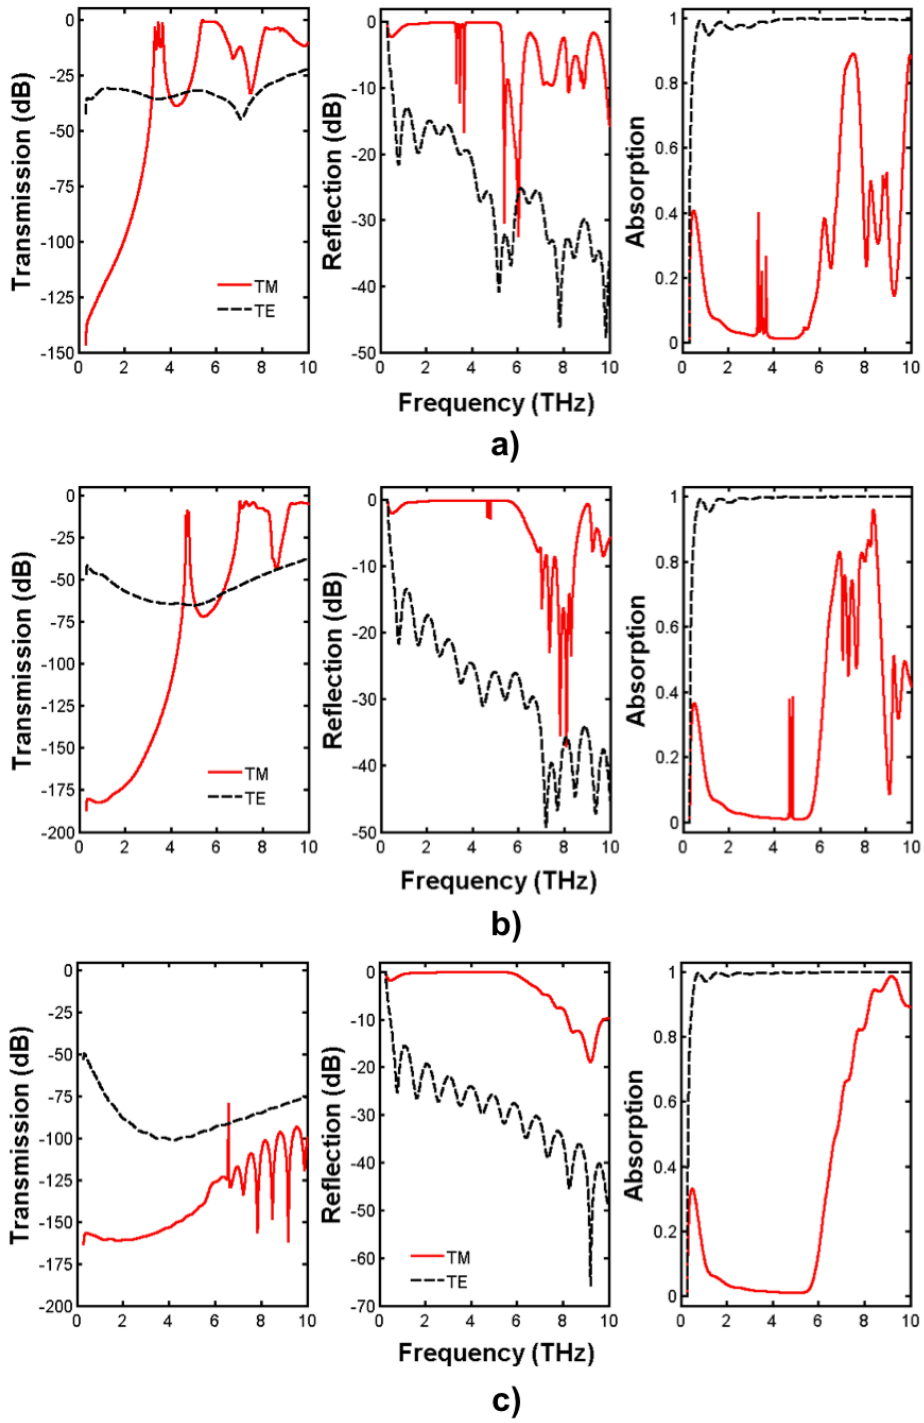 Transmission (dB)
0
-25
-50
-75
-100
-125
-150
0 2 4 6 8 10
TM
TE
Reflection (dB)
0
-10
-20
-30
-40
-50
0 2 4 6 8 10
Absorption
1
0.8
0.6
0.4
0.2
0
0 2 4 6 8 10
Frequency (THz)
a)
Transmission (dB)
0
-25
-50
-75
-100
-125
-150
-175
-200
0 2 4 6 8 10
TM
TE
Reflection (dB)
0
-10
-20
-30
-40
-50
0 2 4 6 8 10
Absorption
1
0.8
0.6
0.4
0.2
0
0 2 4 6 8 10
Frequency (THz)
b)
Transmission (dB)
0
-25
-50
-75
-100
-125
-150
-175
-200
0 2 4 6 8 10
Reflection (dB)
0
-10
-20
-30
-40
-50
-60
-70
0 2 4 6 8 10
TM
TE
Absorption
1
0.8
0.6
0.4
0.2
0
0 2 4 6 8 10
Frequency (THz)
c)